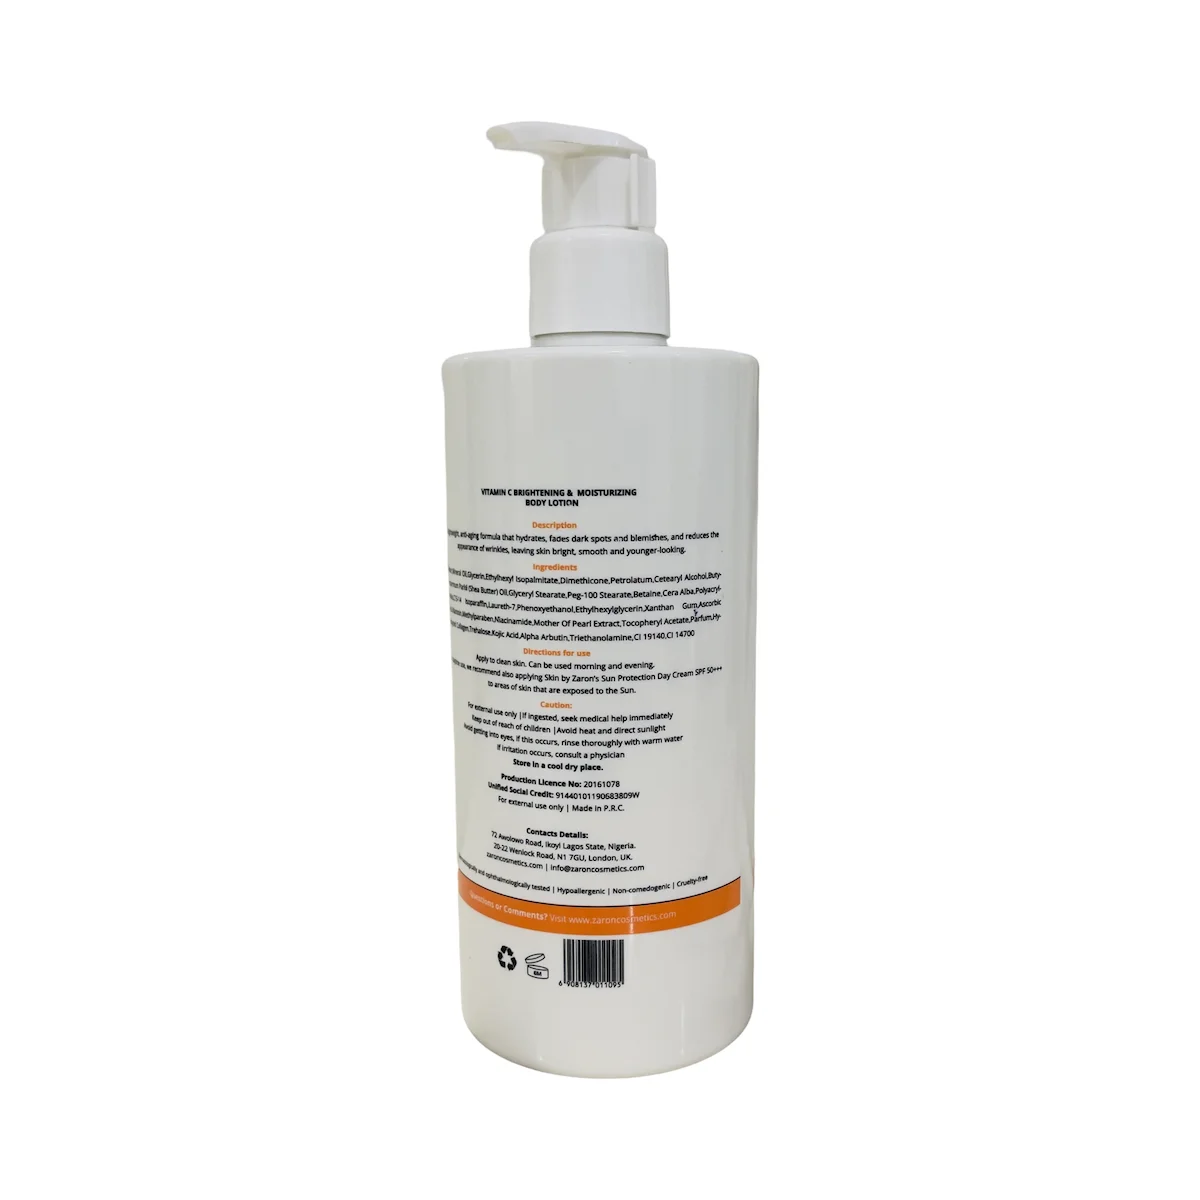 VITAMIN C BRIGHTENING & MOISTURIZING
BODY LOTION
Description
anti-aging formula that hydrates, fades dark spots and blemishes, and reduces the
appearance of wrinkles, leaving skin bright, smooth and younger-looking.
Ingredients
Mineral Oil,Glycerin,Ethylhexyl Isopalmitate,Dimethicone,Petrolatum,Cetearyl Alcohol,Buty-
Parkii (Shea Butter) Oil,Glyceryl Stearate,Peg-100 Stearate,Betaine,Cera Alba,Polyacryl-
Isoparaffin,Laureth-7,Phenoxyethanol,Ethylhexylglycerin,Xanthan Gum,Ascorbic
Methylparaben,Niacinamide,Mother Of Pearl Extract,Tocopheryl Acetate,Parfum,Hy-
Collagen,Trehalose,Kojic Acid,Alpha Arbutin,Triethanolamine,CI 19140,CI 14700
Directions for use
Apply to clean skin. Can be used morning and evening.
use, we recommend also applying Skin by Zaron's Sun Protection Day Cream SPF 50+++
to areas of skin that are exposed to the Sun.
Caution:
For external use only |If ingested, seek medical help immediately
Keep out of reach of children |Avoid heat and direct sunlight
Avoid getting into eyes, if this occurs, rinse thoroughly with warm water
If irritation occurs, consult a physician
Store in a cool dry place.
Production Licence No: 20161078
Unified Social Credit: 91440101190683809W
For external use only | Made in P.R.C.
Contacts Details:
72 Awolowo Road, Ikoyi Lagos State, Nigeria.
20-22 Wenlock Road, N1 7GU, London, UK.
zaroncosmetics.com | info@zaroncosmetics.com
and ophthalmologically tested | Hypoallergenic | Non-comedogenic | Cruelty-free
Questions or Comments? Visit www.zaroncosmetics.com
6 908137 011095